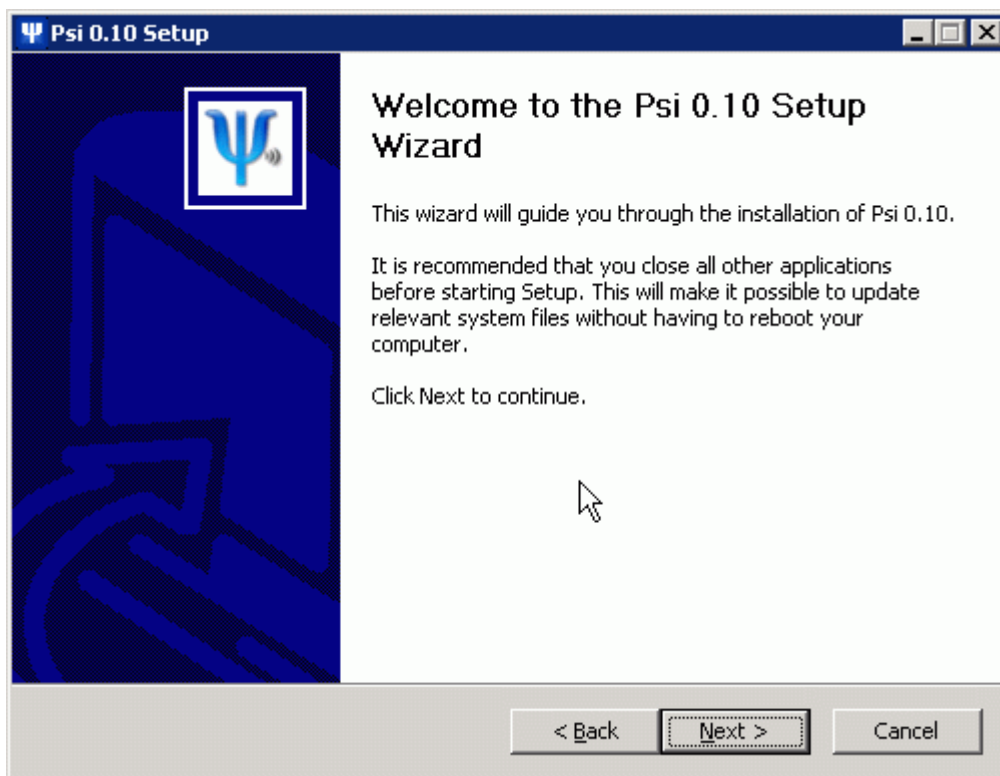 Psi 0.10 Setup
Welcome to the Psi 0.10 Setup
Wizard
This wizard will guide you through the installation of Psi 0.10.
It is recommended that you close all other applications
before starting Setup. This will make it possible to update
relevant system files without having to reboot your
computer.
Click Next to continue.
< Back
Next >
Cancel